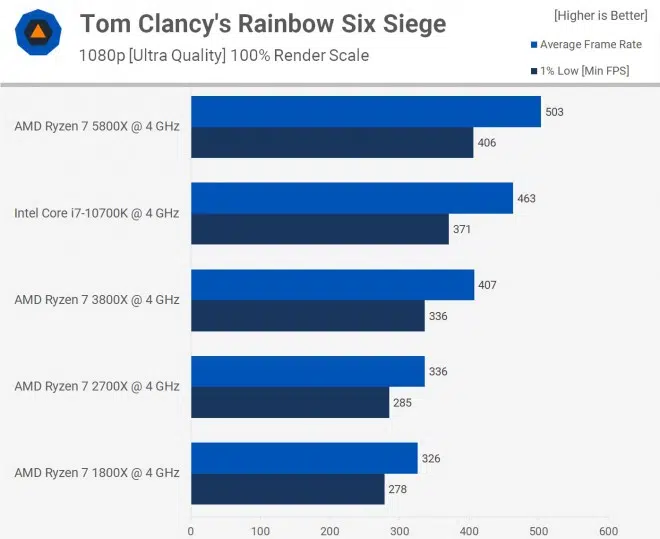 Tom Clancy's Rainbow Six Siege
1080p [Ultra Quality] 100% Render Scale
[Higher is Better]
Average Frame Rate
1% Low [Min FPS]
AMD Ryzen 7 5800X @ 4 GHz
503
406
Intel Core i7-10700K @ 4 GHz
463
371
AMD Ryzen 7 3800X @ 4 GHz
407
336
AMD Ryzen 7 2700X @ 4 GHz
336
285
AMD Ryzen 7 1800X @ 4 GHz
326
278
0 100 200 300 400 500 600